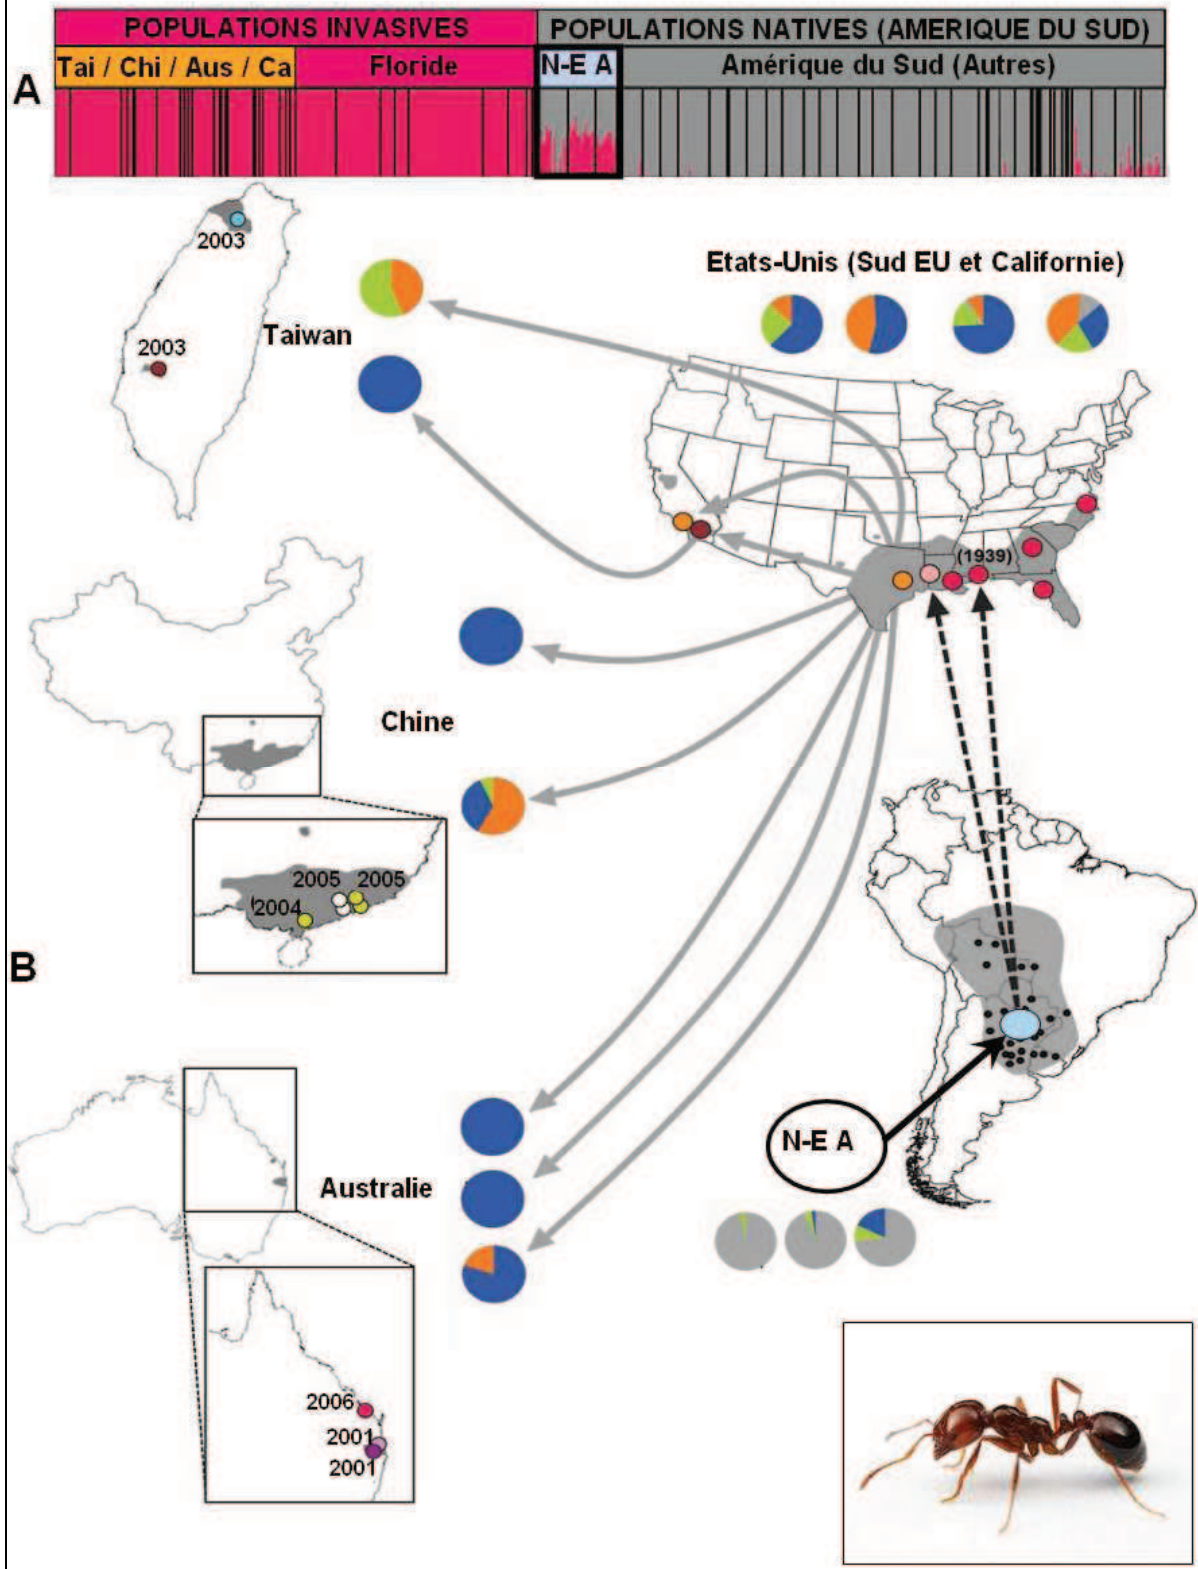 POPULATIONS INVASIVES
POPULATIONS NATIVES (AMERIQUE DU SUD)
Tai / Chi / Aus / Ca
Floride
N-E A
Amérique du Sud (Autres)
A
2003
2003
Taiwan
Etats-Unis (Sud EU et Californie)
(1939)
Chine
2005
2005
2004
B
N-E A
Australie
2006
2001
2001